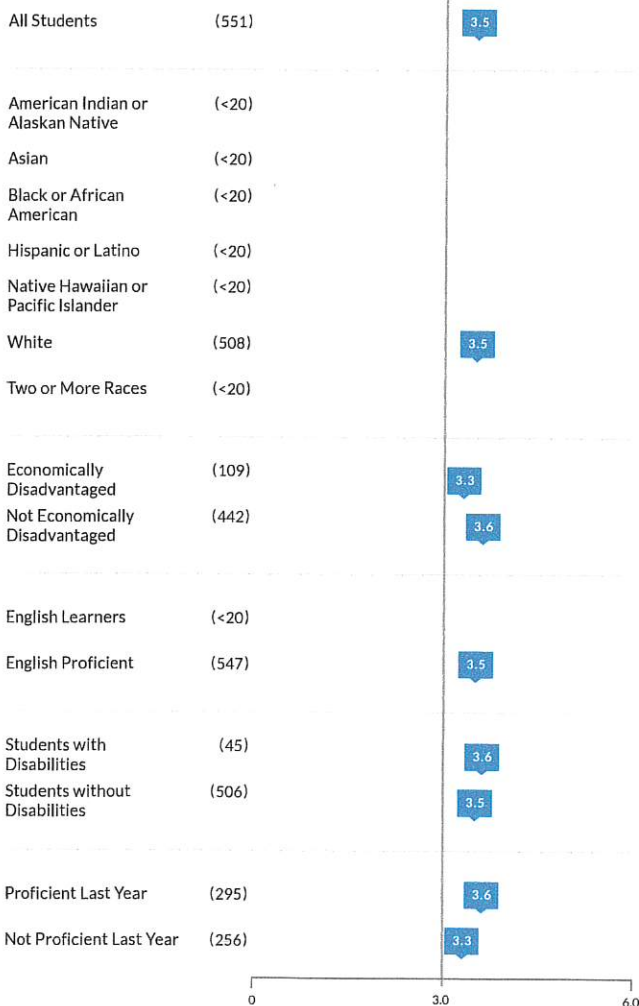 All Students (551) 3.5
American Indian or (<20)
Alaskan Native
Asian (<20)
Black or African (<20)
American
Hispanic or Latino (<20)
Native Hawaiian or (<20)
Pacific Islander
White (508) 3.5
Two or More Races (<20)
Economically (109) 3.3
Disadvantaged
Not Economically (442) 3.6
Disadvantaged
English Learners (<20)
English Proficient (547) 3.5
Students with (45) 3.6
Disabilities
Students without (506) 3.5
Disabilities
Proficient Last Year (295) 3.6
Not Proficient Last Year (256) 3.3
0 3.0 6.0